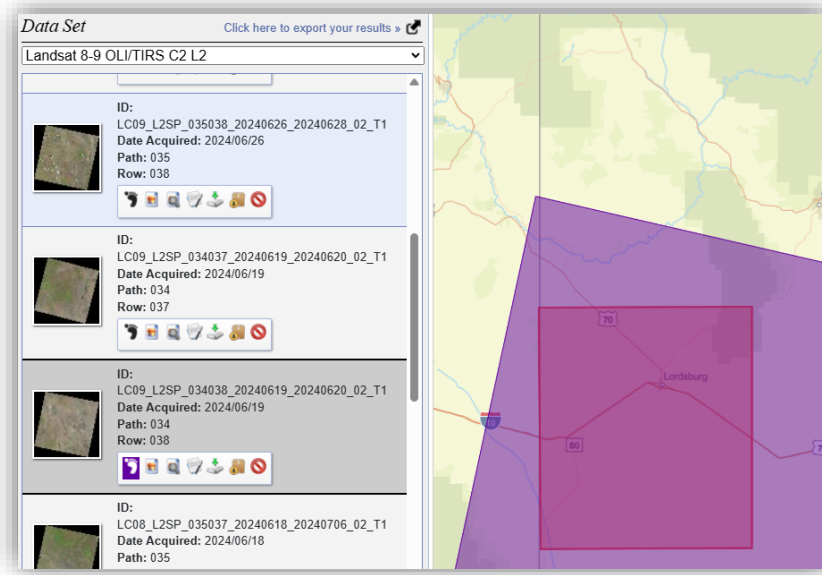 Data Set
Click here to export your results »
Landsat 8-9 OLI/TIRS C2 L2
ID:
LC09_L2SP_035038_20240626_20240628_02_T1
Date Acquired: 2024/06/26
Path: 035
Row: 038
ID:
LC09_L2SP_034037_20240619_20240620_02_T1
Date Acquired: 2024/06/19
Path: 034
Row: 037
ID:
LC09_L2SP_034038_20240619_20240620_02_T1
Date Acquired: 2024/06/19
Path: 034
Row: 038
ID:
LC08_L2SP_035037_20240618_20240706_02_T1
Date Acquired: 2024/06/18
Path: 035
70
Lordsburg
10
80